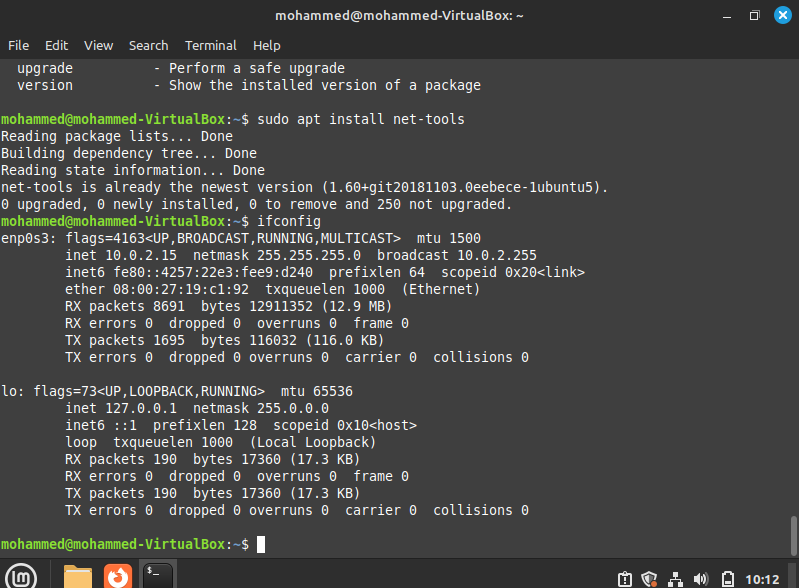 mohammed@mohammed-VirtualBox: ~
File Edit View Search Terminal Help
  upgrade          - Perform a safe upgrade
  version          - Show the installed version of a package

mohammed@mohammed-VirtualBox:~$ sudo apt install net-tools
Reading package lists... Done
Building dependency tree... Done
Reading state information... Done
net-tools is already the newest version (1.60+git20181103.0eebece-1ubuntu5).
0 upgraded, 0 newly installed, 0 to remove and 250 not upgraded.
mohammed@mohammed-VirtualBox:~$ ifconfig
enp0s3: flags=4163<UP,BROADCAST,RUNNING,MULTICAST>  mtu 1500
        inet 10.0.2.15  netmask 255.255.255.0  broadcast 10.0.2.255
        inet6 fe80::4257:22e3:fee9:d240  prefixlen 64  scopeid 0x20<link>
        ether 08:00:27:19:c1:92  txqueuelen 1000  (Ethernet)
        RX packets 8691  bytes 12911352 (12.9 MB)
        RX errors 0  dropped 0  overruns 0  frame 0
        TX packets 1695  bytes 116032 (116.0 KB)
        TX errors 0  dropped 0 overruns 0  carrier 0  collisions 0

lo: flags=73<UP,LOOPBACK,RUNNING>  mtu 65536
        inet 127.0.0.1  netmask 255.0.0.0
        inet6 ::1  prefixlen 128  scopeid 0x10<host>
        loop  txqueuelen 1000  (Local Loopback)
        RX packets 190  bytes 17360 (17.3 KB)
        RX errors 0  dropped 0  overruns 0  frame 0
        TX packets 190  bytes 17360 (17.3 KB)
        TX errors 0  dropped 0 overruns 0  carrier 0  collisions 0

mohammed@mohammed-VirtualBox:~$
$_
10:12